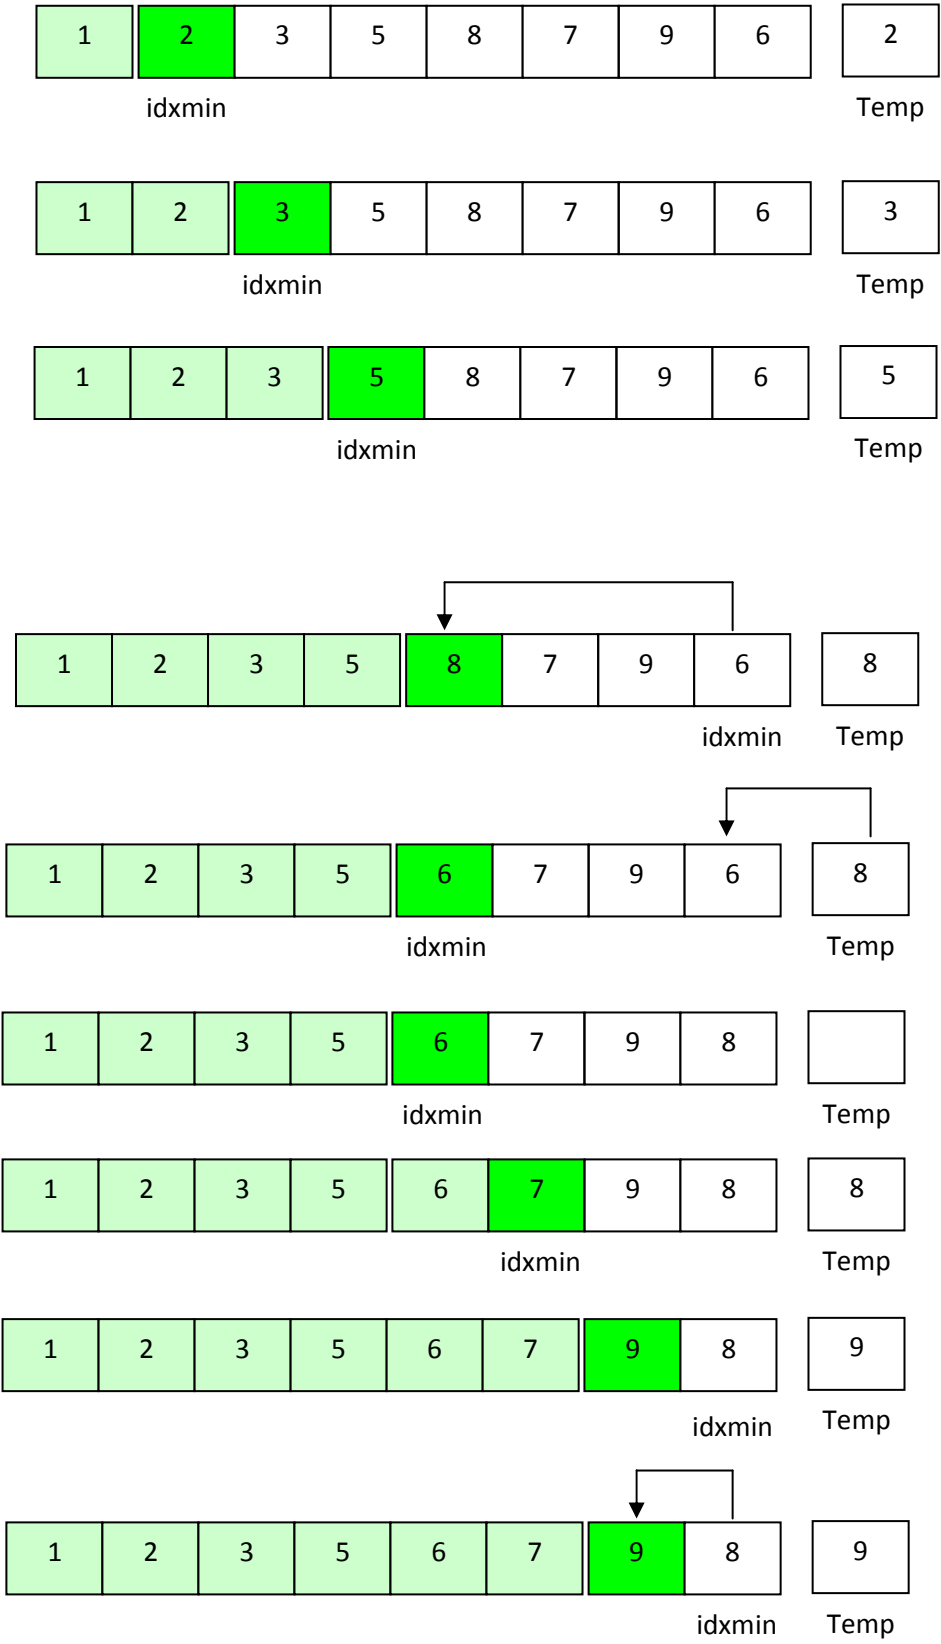 1 2 3 5 8 7 9 6 2
idxmin Temp
1 2 3 5 8 7 9 6 3
idxmin Temp
1 2 3 5 8 7 9 6 5
idxmin Temp
1 2 3 5 8 7 9 6 8
idxmin Temp
1 2 3 5 6 7 9 6 8
idxmin Temp
1 2 3 5 6 7 9 8
idxmin Temp
1 2 3 5 6 7 9 8 8
idxmin Temp
1 2 3 5 6 7 9 8 9
idxmin Temp
1 2 3 5 6 7 9 8 9
idxmin Temp